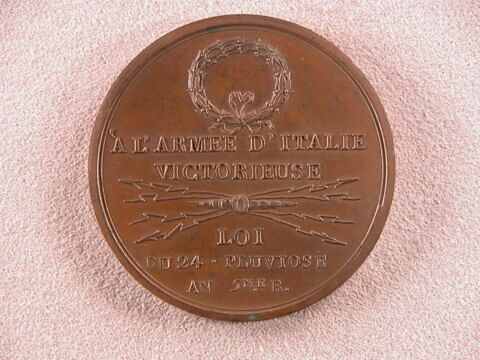 À L'ARMÉE D'ITALIE
VICTORIEUSE
LOI
DU 24 - PLUVIOSE
AN 5ME R.